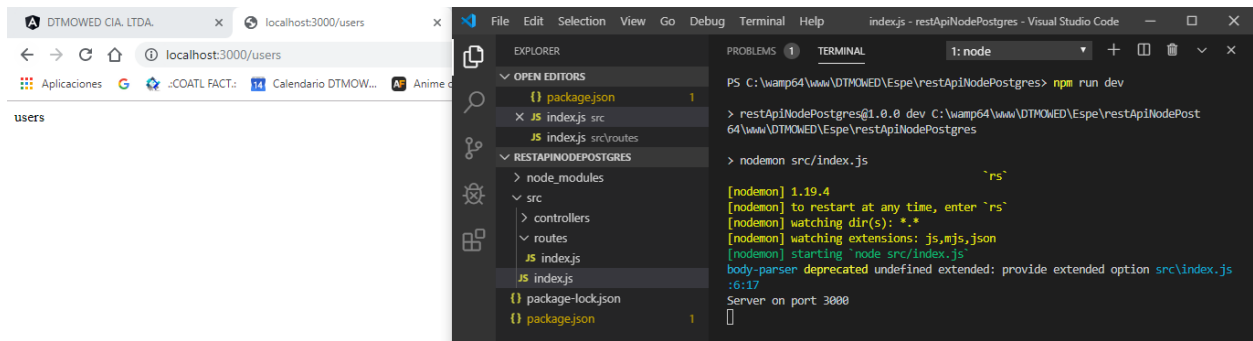 DTMOWED CIA. LTDA.
localhost:3000/users
localhost:3000/users
Aplicaciones
.:COATL FACT.:
Calendario DTMOW...
Anime
users
File Edit Selection View Go Debug Terminal Help
index.js - restApiNodePostgres - Visual Studio Code
EXPLORER
OPEN EDITORS
{} package.json 1
JS index.js src
JS index.js src\routes
RESTAPINODEPOSTGRES
node_modules
src
controllers
routes
JS index.js
JS index.js
{} package-lock.json
{} package.json 1
PROBLEMS 1 TERMINAL
1: node
PS C:\wamp64\www\DTMOWED\Espe\restApiNodePostgres> npm run dev
> restApiNodePostgres@1.0.0 dev C:\wamp64\www\DTMOWED\Espe\restApiNodePost
64\www\DTMOWED\Espe\restApiNodePostgres
> nodemon src/index.js
`rs`
[nodemon] 1.19.4
[nodemon] to restart at any time, enter `rs`
[nodemon] watching dir(s): *.*
[nodemon] watching extensions: js,mjs,json
[nodemon] starting `node src/index.js`
body-parser deprecated undefined extended: provide extended option src\index.js
:6:17
Server on port 3000